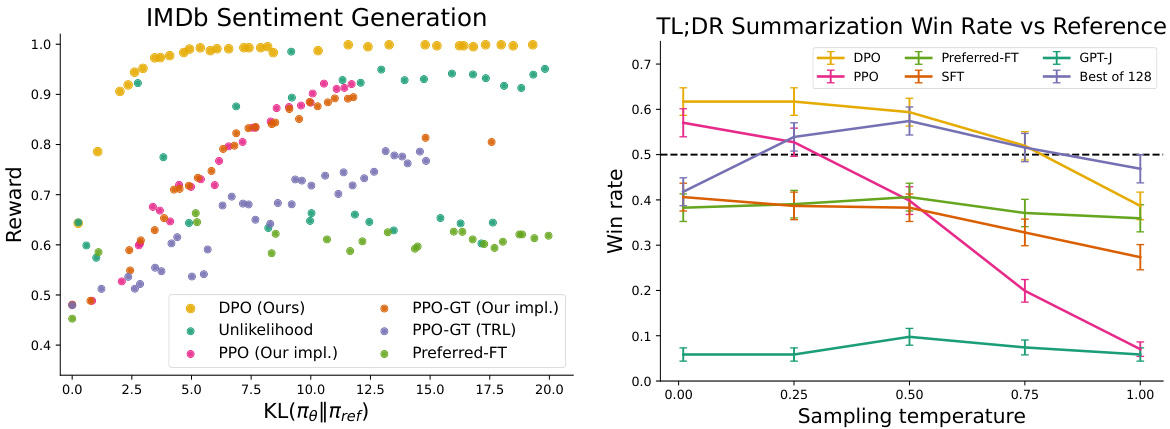 IMDb Sentiment Generation
Reward
1.0
0.9
0.8
0.7
0.6
0.5
0.4
0.0 2.5 5.0 7.5 10.0 12.5 15.0 17.5 20.0
KL(π_θ‖π_ref)
DPO (Ours)
Unlikelihood
PPO (Our impl.)
PPO-GT (Our impl.)
PPO-GT (TRL)
Preferred-FT
TL;DR Summarization Win Rate vs Reference
Win rate
0.7
0.6
0.5
0.4
0.3
0.2
0.1
0.0
0.00 0.25 0.50 0.75 1.00
Sampling temperature
DPO
PPO
Preferred-FT
SFT
GPT-J
Best of 128